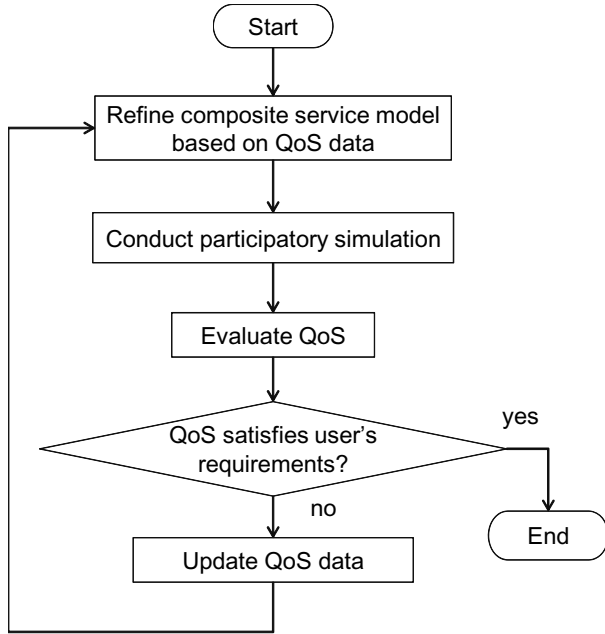 Start
Refine composite service model
based on QoS data
Conduct participatory simulation
Evaluate QoS
QoS satisfies user's
requirements?
yes
no
End
Update QoS data